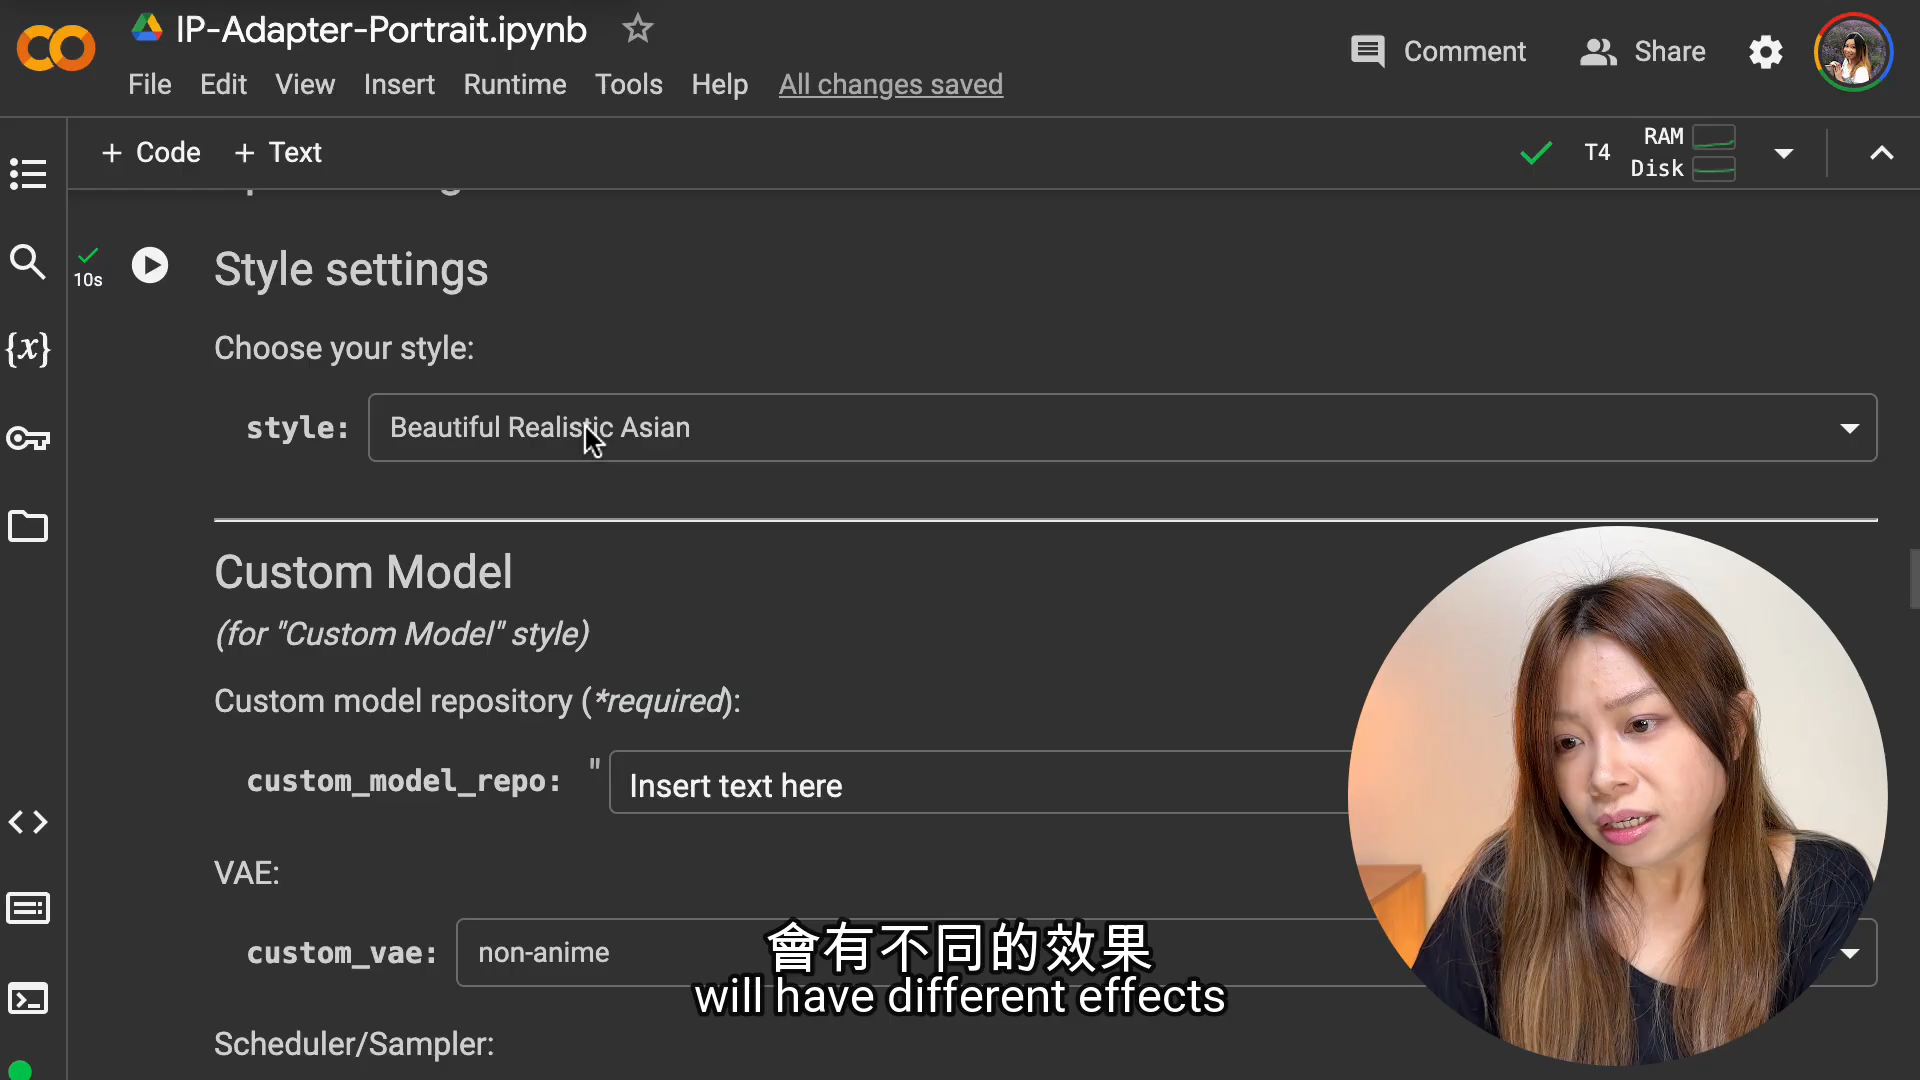 IP-Adapter-Portrait.ipynb
Comment
Share
File Edit View Insert Runtime Tools Help All changes saved
+ Code + Text
T4
RAM
Disk
10s
Style settings
Choose your style:
style: Beautiful Realistic Asian
Custom Model
(for "Custom Model" style)
Custom model repository (*required):
custom_model_repo: " Insert text here
VAE:
custom_vae: non-anime
會有不同的效果
will have different effects
Scheduler/Sampler: